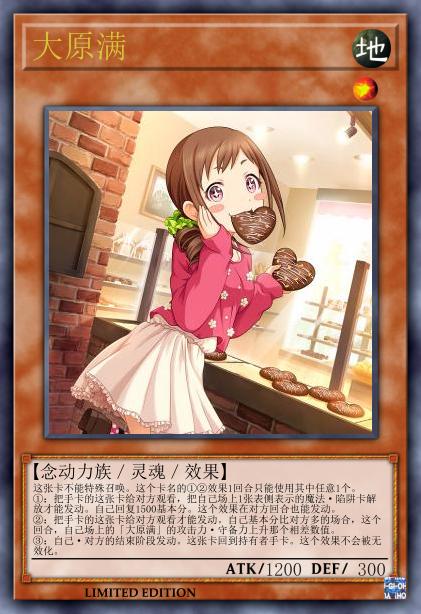 大原满
地
【念动力族 / 灵魂 / 效果】
这张卡不能特殊召唤。这个卡名的①②效果1回合只能使用其中任意1个。
①：把手卡的这张卡给对方观看，把自己场上1张表侧表示的魔法・陷阱卡解
放才能发动。自己回复1500基本分。这个效果在对方回合也能发动。
②：把手卡的这张卡给对方观看才能发动。自己基本分比对方多的场合，这个
回合，自己场上的「大原满」的攻击力・守备力上升那个相差数值。
③：自己・对方的结束阶段发动。这张卡回到持有者手卡。这个效果不会被无
效化。
ATK/1200 DEF/ 300
LIMITED EDITION